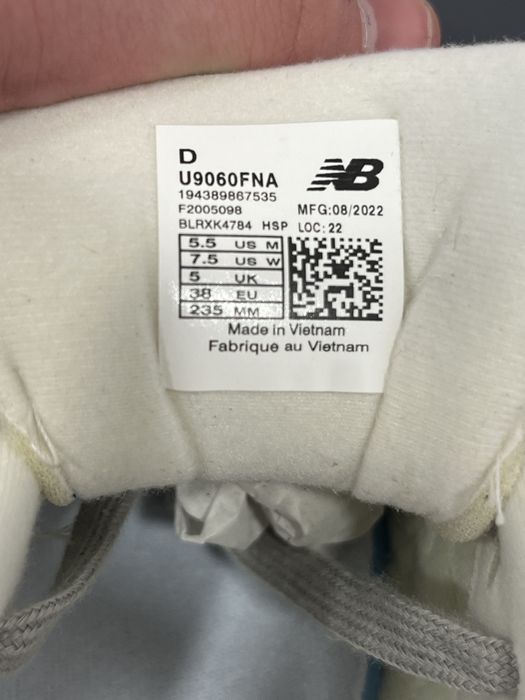 D
NB
U9060FNA
194389867535
F2005098 MFG:08/2022
BLRXK4784 HSP LOC: 22
5.5 US M
7.5 US W
5 UK
38 EU
235 MM
Made in Vietnam
Fabrique au Vietnam